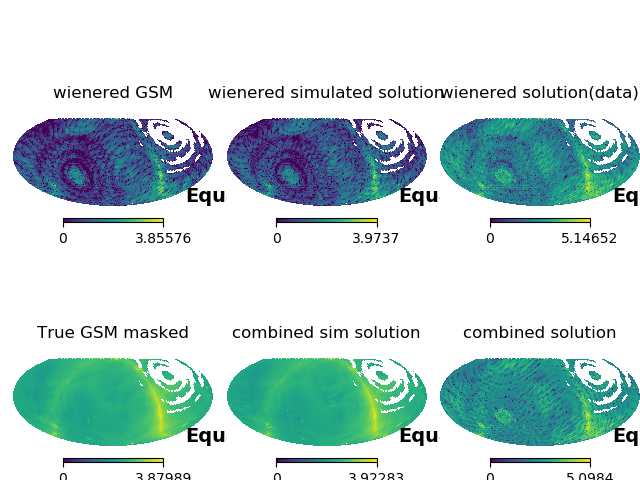 wienered GSM
wienered simulated solution
wienered solution(data)
Equ
Equ
Eq
0 3.85576
0 3.9737
0 5.14652
True GSM masked
combined sim solution
combined solution
Equ
Equ
Eq
0 3.87989
0 3.92283
0 5.0984